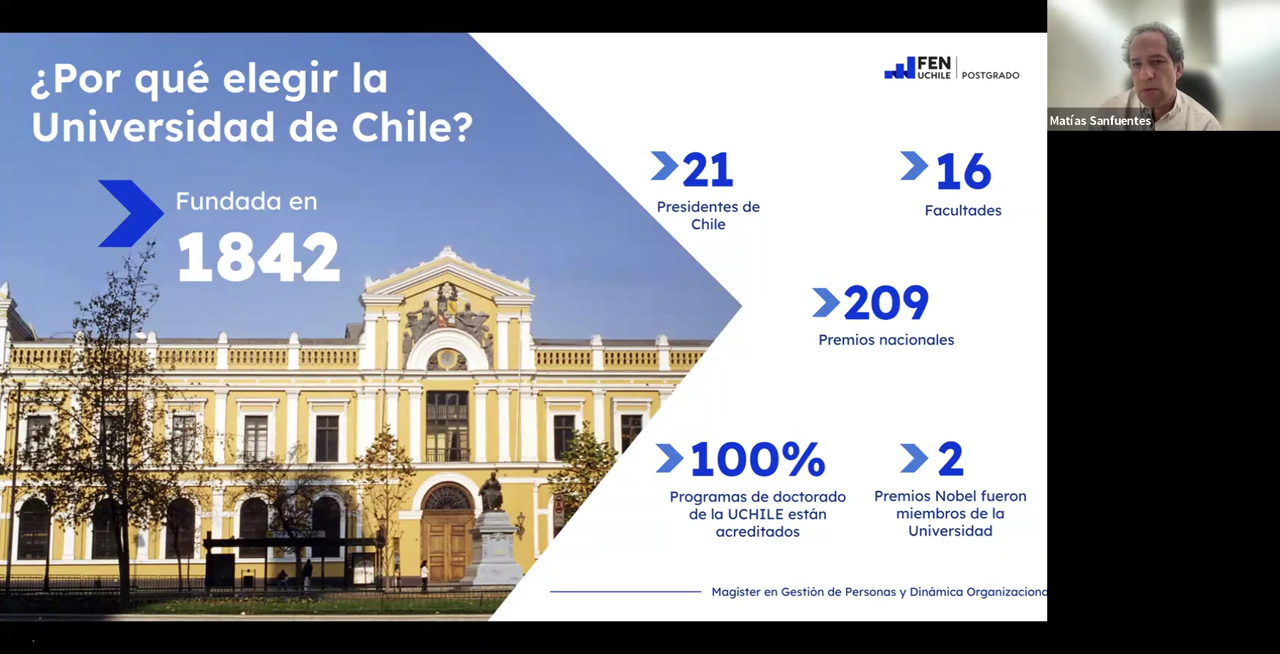 ¿Por qué elegir la
Universidad de Chile?
Fundada en
1842
FEN
UCHILE
POSTGRADO
21
Presidentes de
Chile
16
Facultades
209
Premios nacionales
100%
Programas de doctorado
de la UCHILE están
acreditados
2
Premios Nobel fueron
miembros de la
Universidad
Magister en Gestión de Personas y Dinámica Organizaciona
Matías Sanfuentes